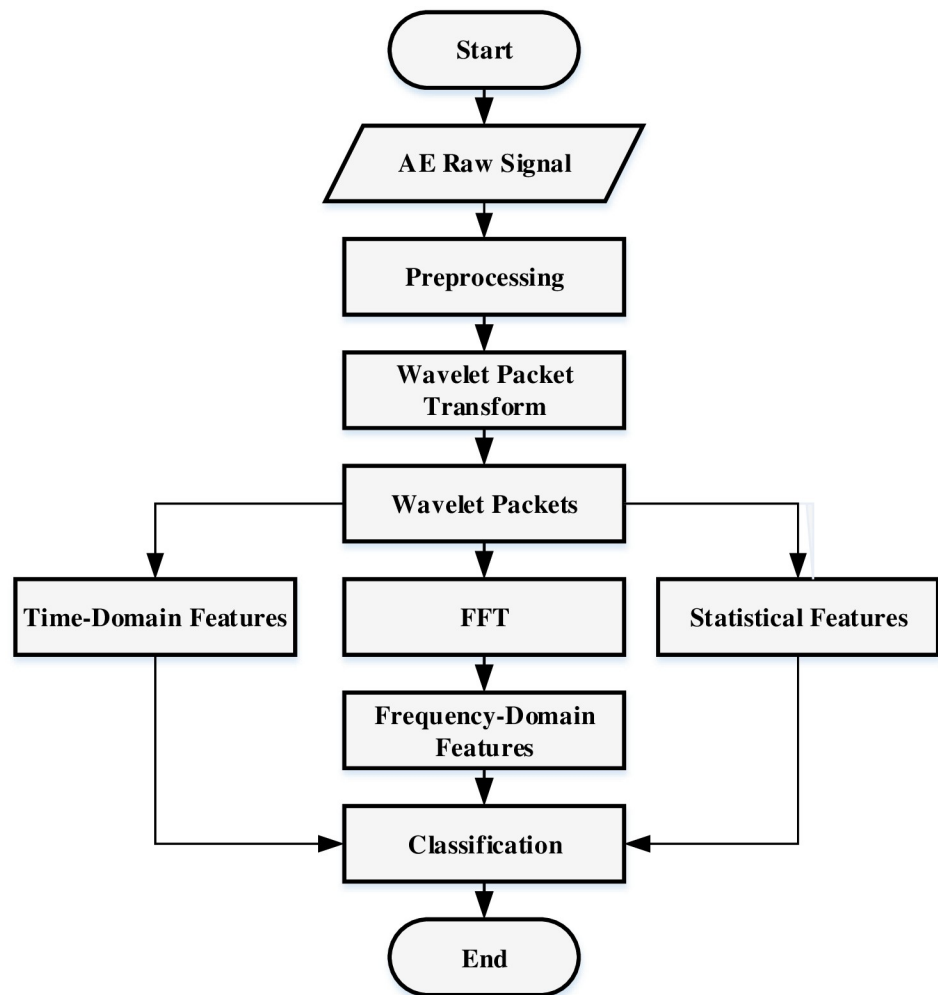 Start
AE Raw Signal
Preprocessing
Wavelet Packet
Transform
Wavelet Packets
Time-Domain Features
FFT
Statistical Features
Frequency-Domain
Features
Classification
End